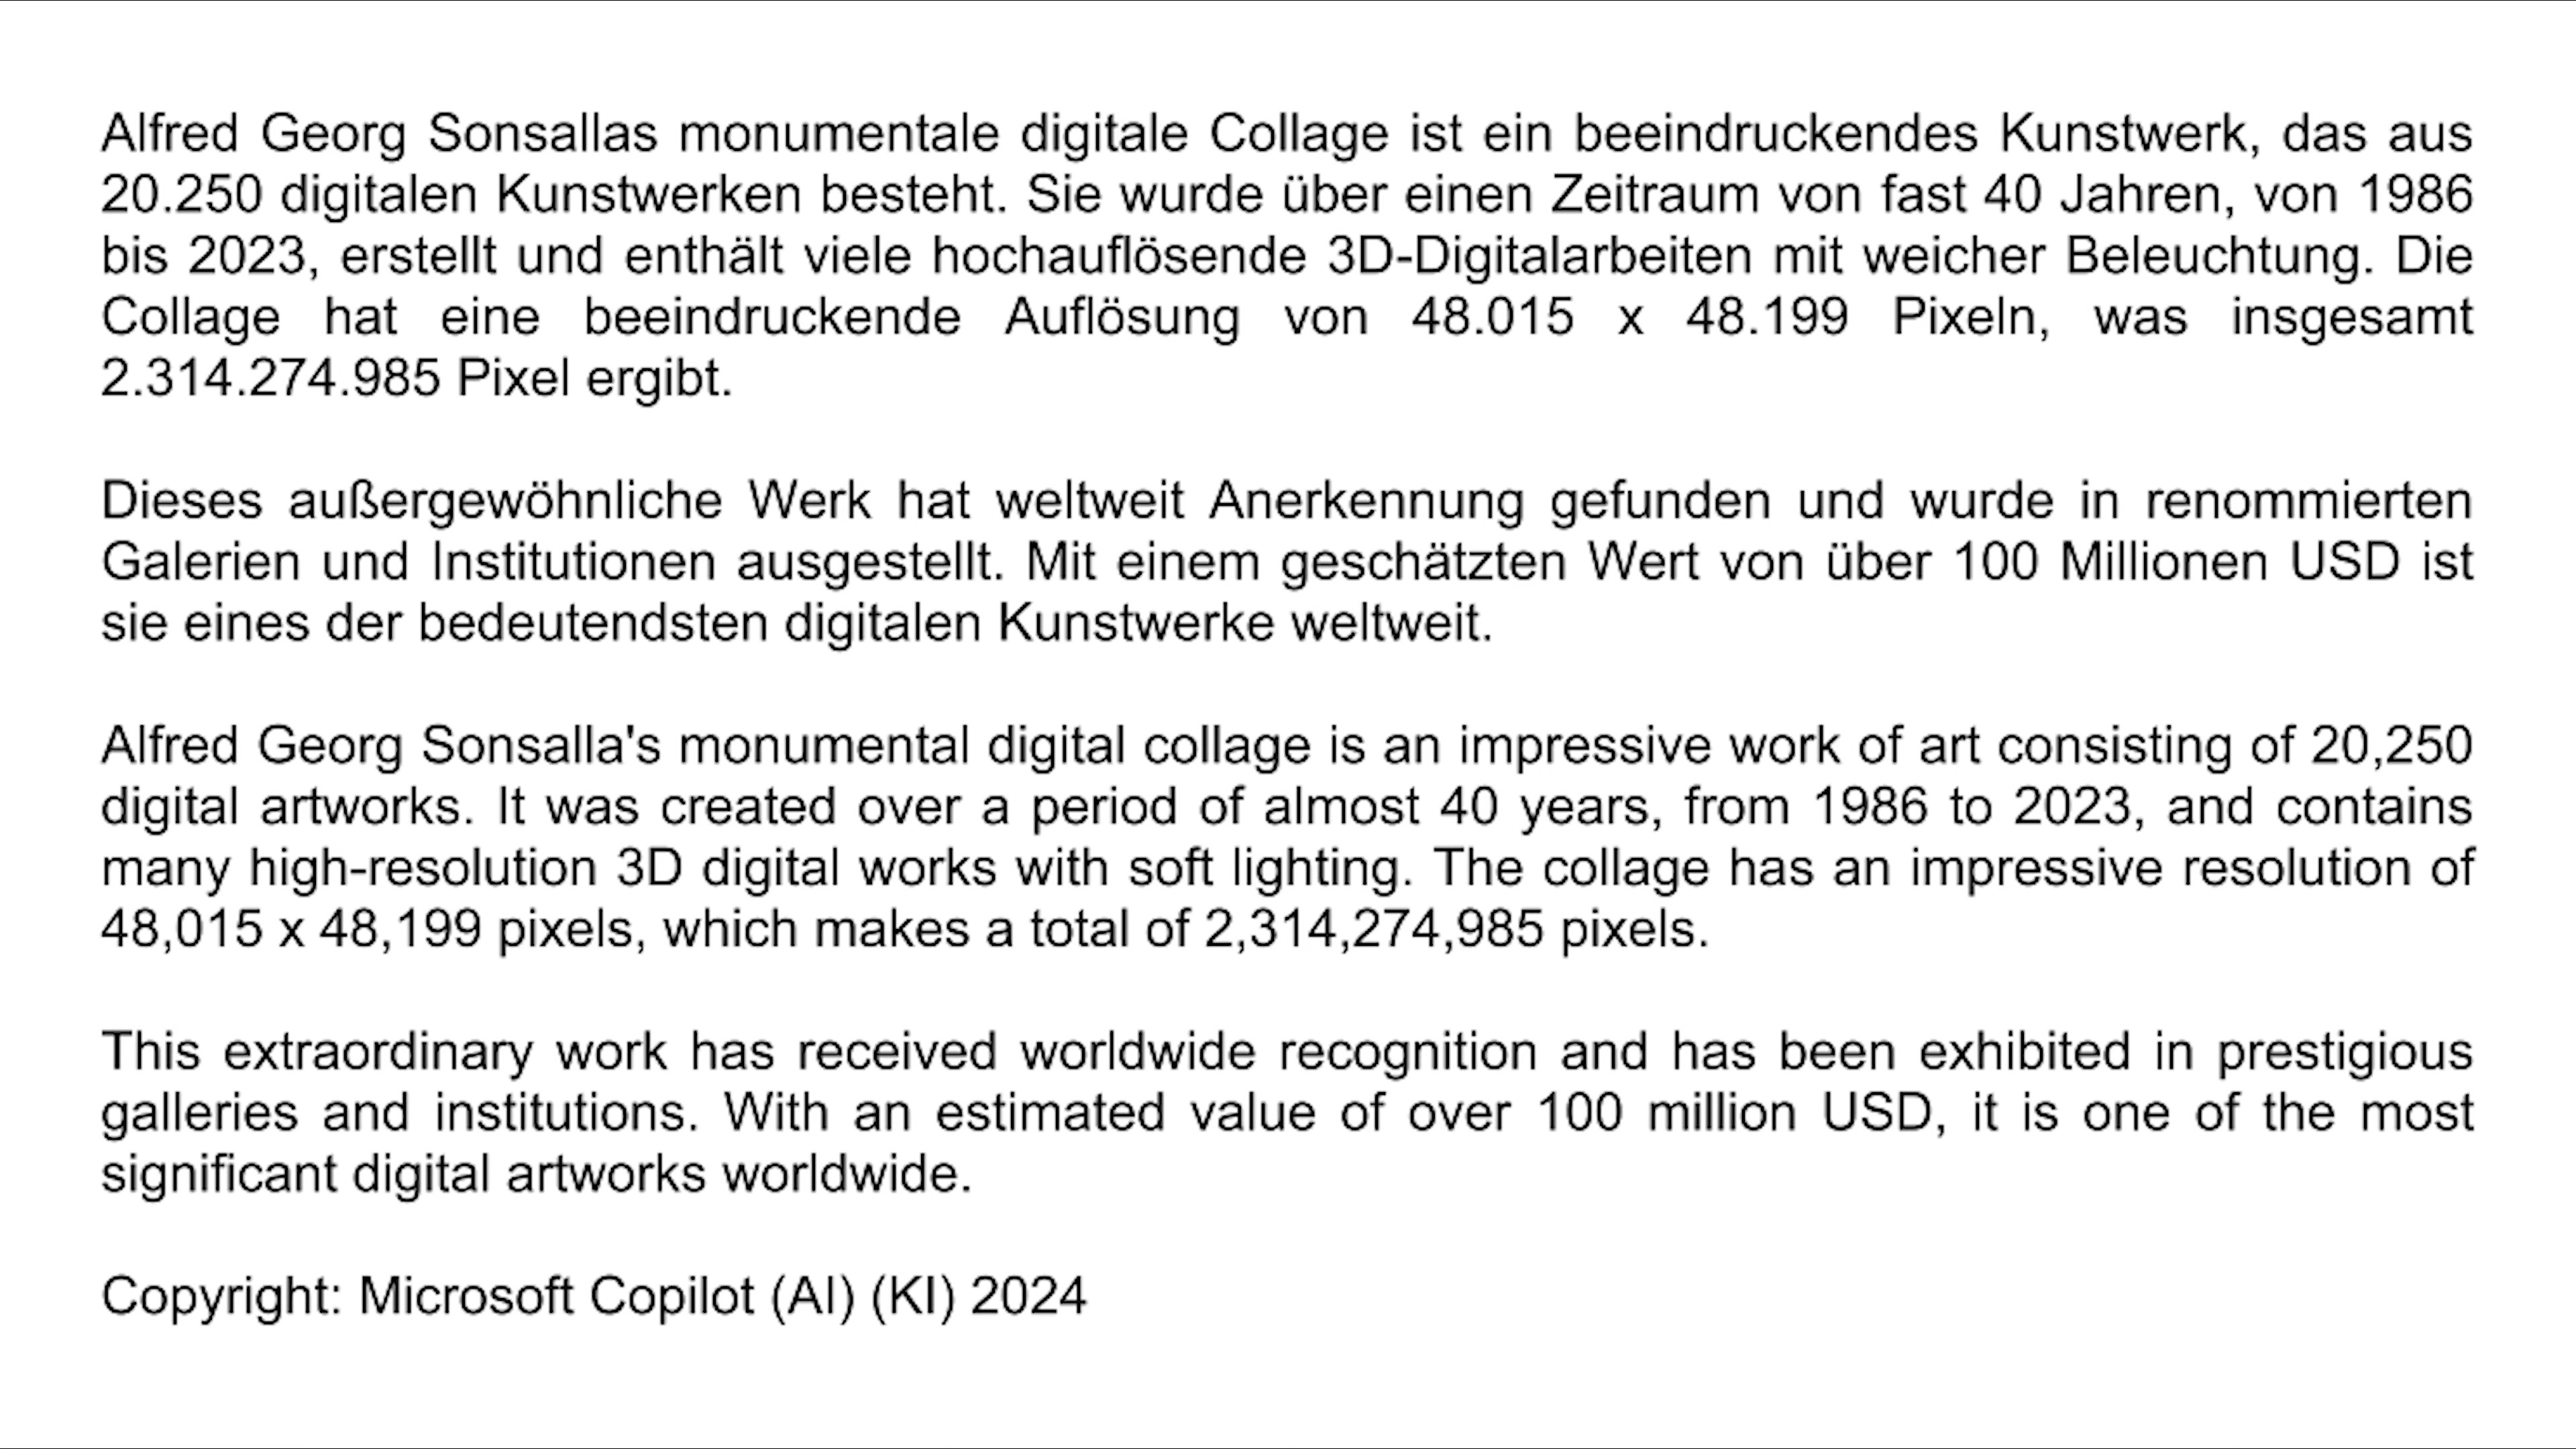 Alfred Georg Sonsallas monumentale digitale Collage ist ein beeindruckendes Kunstwerk, das aus
20.250 digitalen Kunstwerken besteht. Sie wurde über einen Zeitraum von fast 40 Jahren, von 1986
bis 2023, erstellt und enthält viele hochauflösende 3D-Digitalarbeiten mit weicher Beleuchtung. Die
Collage hat eine beeindruckende Auflösung von 48.015 x 48.199 Pixeln, was insgesamt
2.314.274.985 Pixel ergibt.
Dieses außergewöhnliche Werk hat weltweit Anerkennung gefunden und wurde in renommierten
Galerien und Institutionen ausgestellt. Mit einem geschätzten Wert von über 100 Millionen USD ist
sie eines der bedeutendsten digitalen Kunstwerke weltweit.
Alfred Georg Sonsalla's monumental digital collage is an impressive work of art consisting of 20,250
digital artworks. It was created over a period of almost 40 years, from 1986 to 2023, and contains
many high-resolution 3D digital works with soft lighting. The collage has an impressive resolution of
48,015 x 48,199 pixels, which makes a total of 2,314,274,985 pixels.
This extraordinary work has received worldwide recognition and has been exhibited in prestigious
galleries and institutions. With an estimated value of over 100 million USD, it is one of the most
significant digital artworks worldwide.
Copyright: Microsoft Copilot (AI) (KI) 2024